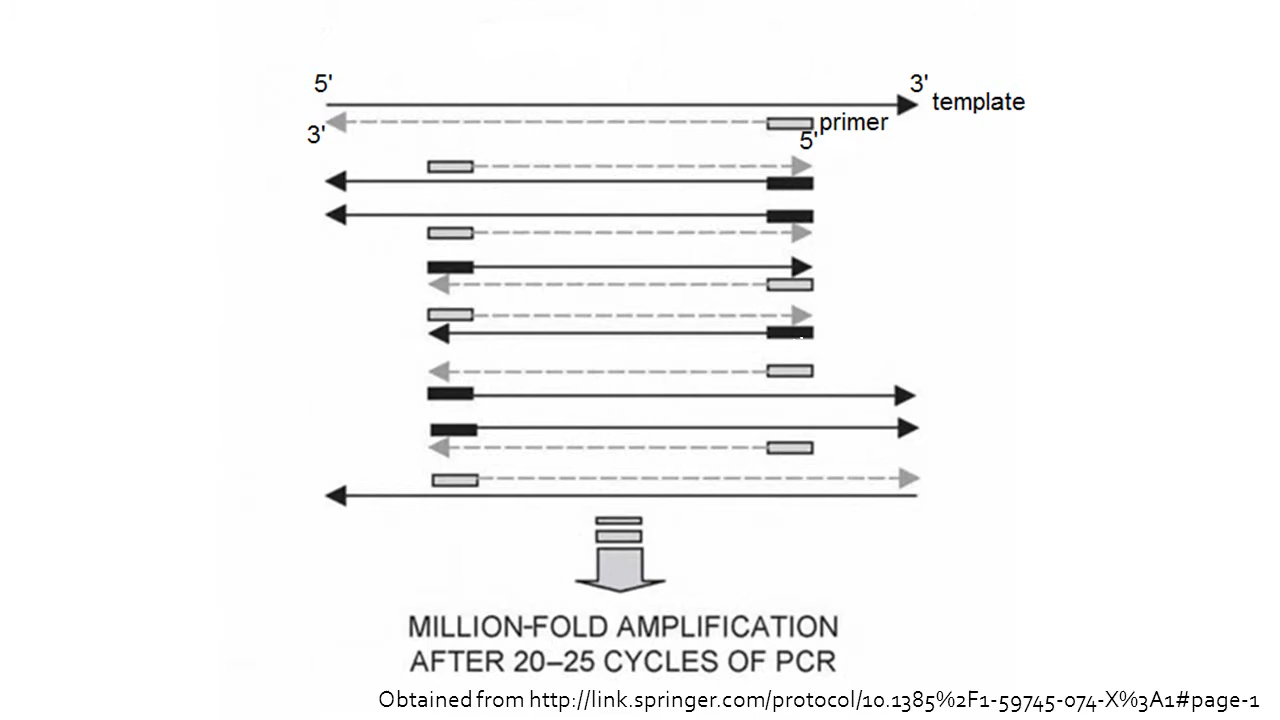 5'
3'
template
3'
primer
5'
MILLION-FOLD AMPLIFICATION
AFTER 20–25 CYCLES OF PCR
Obtained from http://link.springer.com/protocol/10.1385%2F1-59745-074-X%3A1#page-1